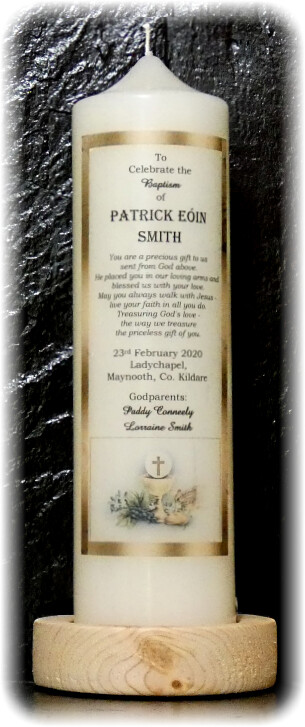 To
Celebrate the
Baptism
of
PATRICK EÓIN
SMITH
You are a precious gift to us
sent from God above.
He placed you in our loving arms and
blessed us with your love.
May you always walk with Jesus -
live your faith in all you do.
Treasuring God's love -
the way we treasure
the priceless gift of you.
23rd February 2020
Ladychapel,
Maynooth, Co. Kildare
Godparents:
Paddy Conneely
Lorraine Smith